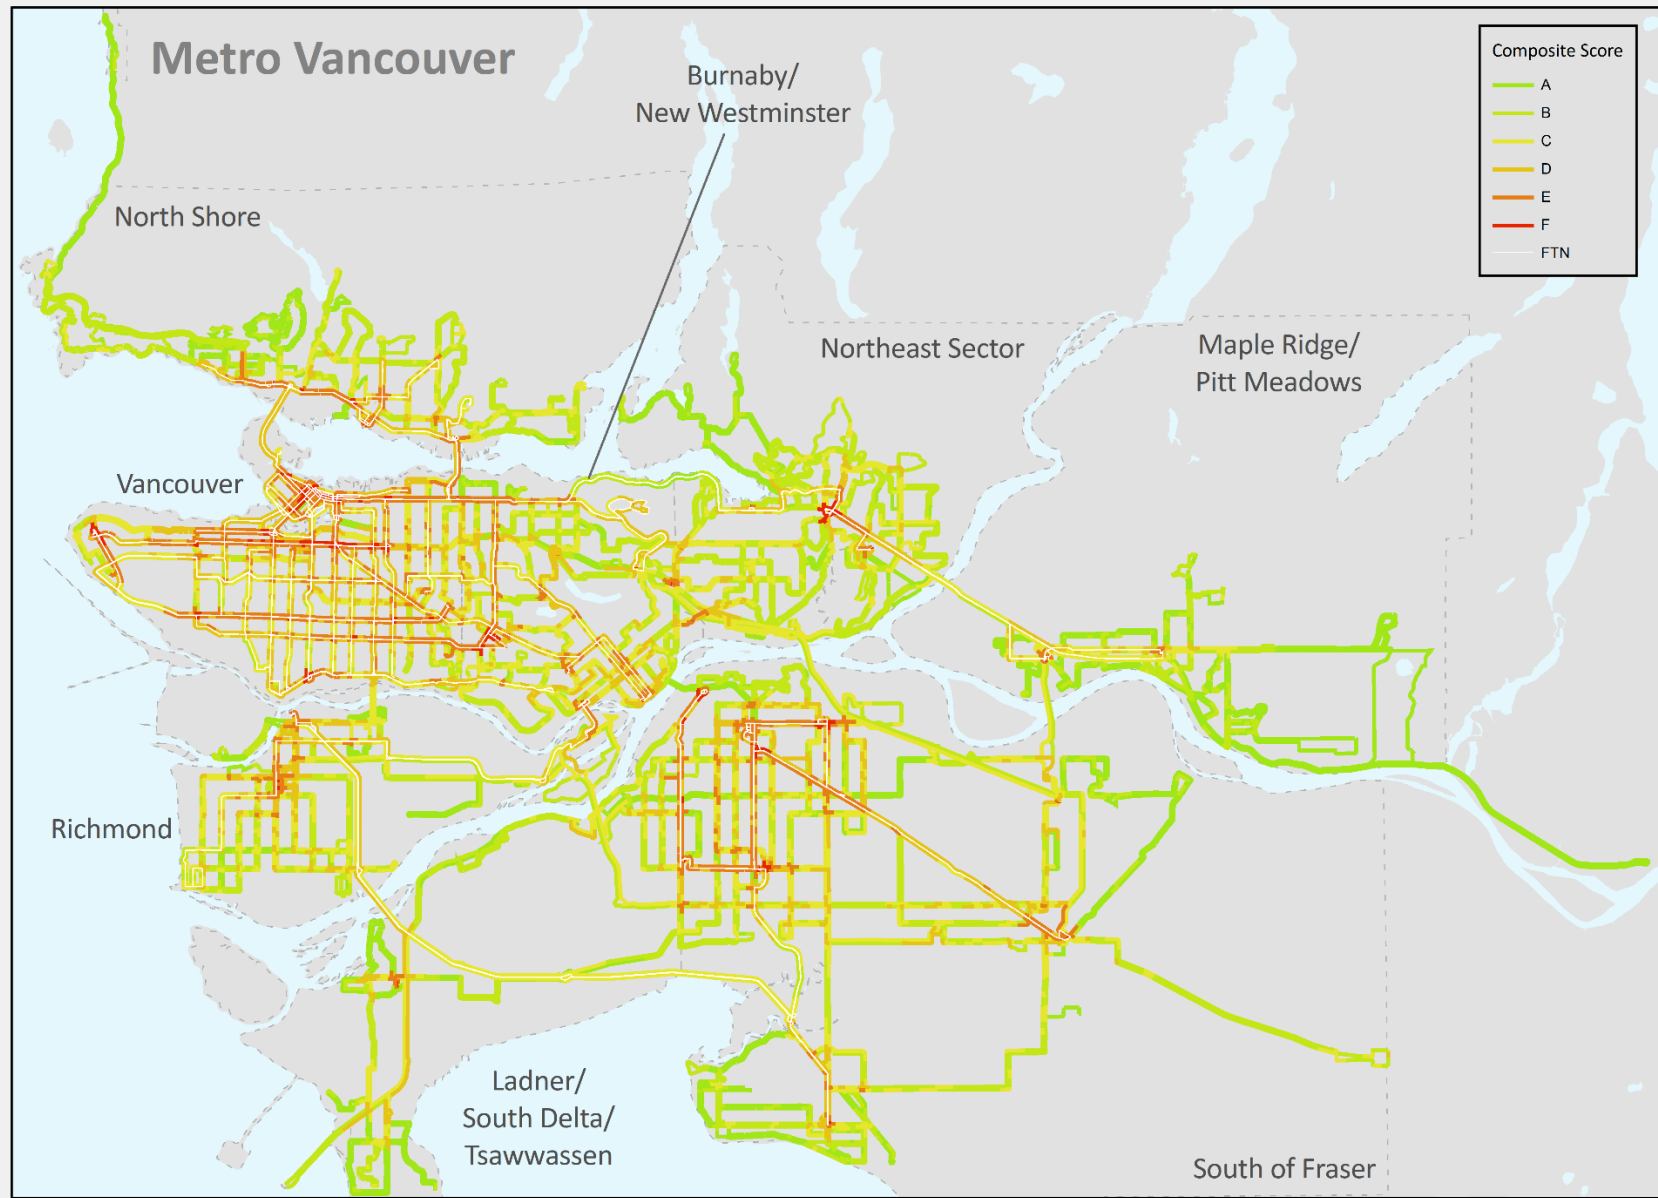 Metro Vancouver
Burnaby/
New Westminster
Composite Score
A
B
C
D
E
F
FTN
North Shore
Northeast Sector
Maple Ridge/
Pitt Meadows
Vancouver
Richmond
Ladner/
South Delta/
Tsawwassen
South of Fraser